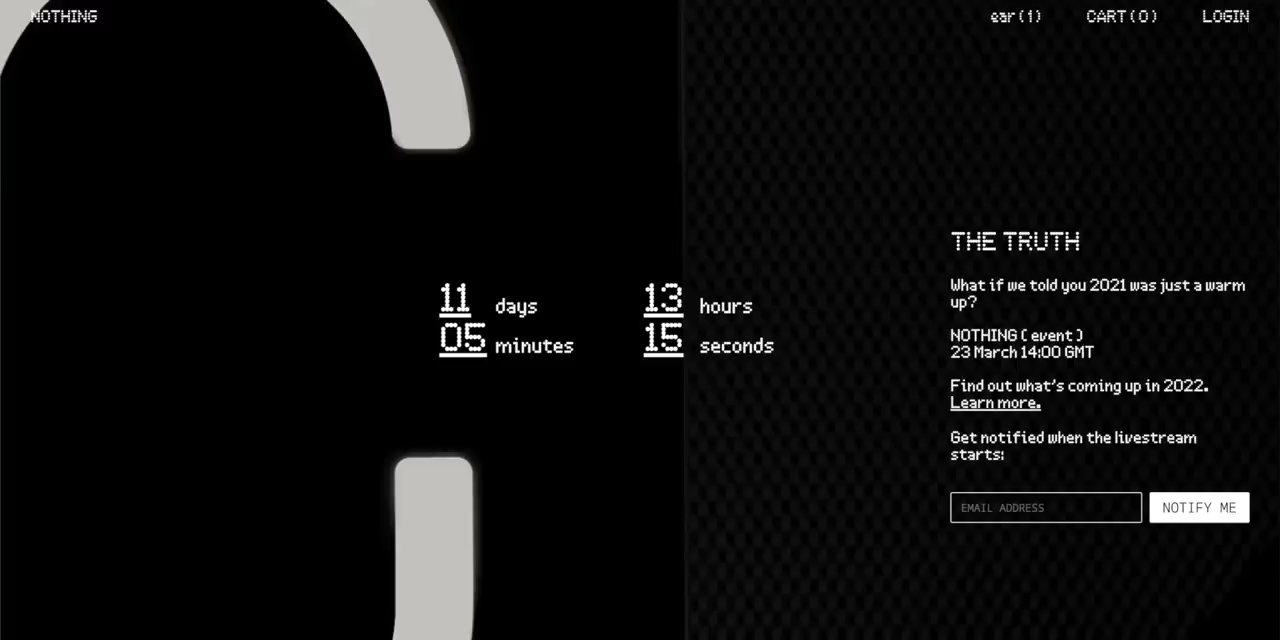 NOTHING
ear (1)
CART(0)
LOGIN
11 days
13 hours
05 minutes
15 seconds
THE TRUTH
What if we told you 2021 was just a warm
up?
NOTHING ( event )
23 March 14:00 GMT
Find out what's coming up in 2022.
Learn more.
Get notified when the livestream
starts:
EMAIL ADDRESS
NOTIFY ME